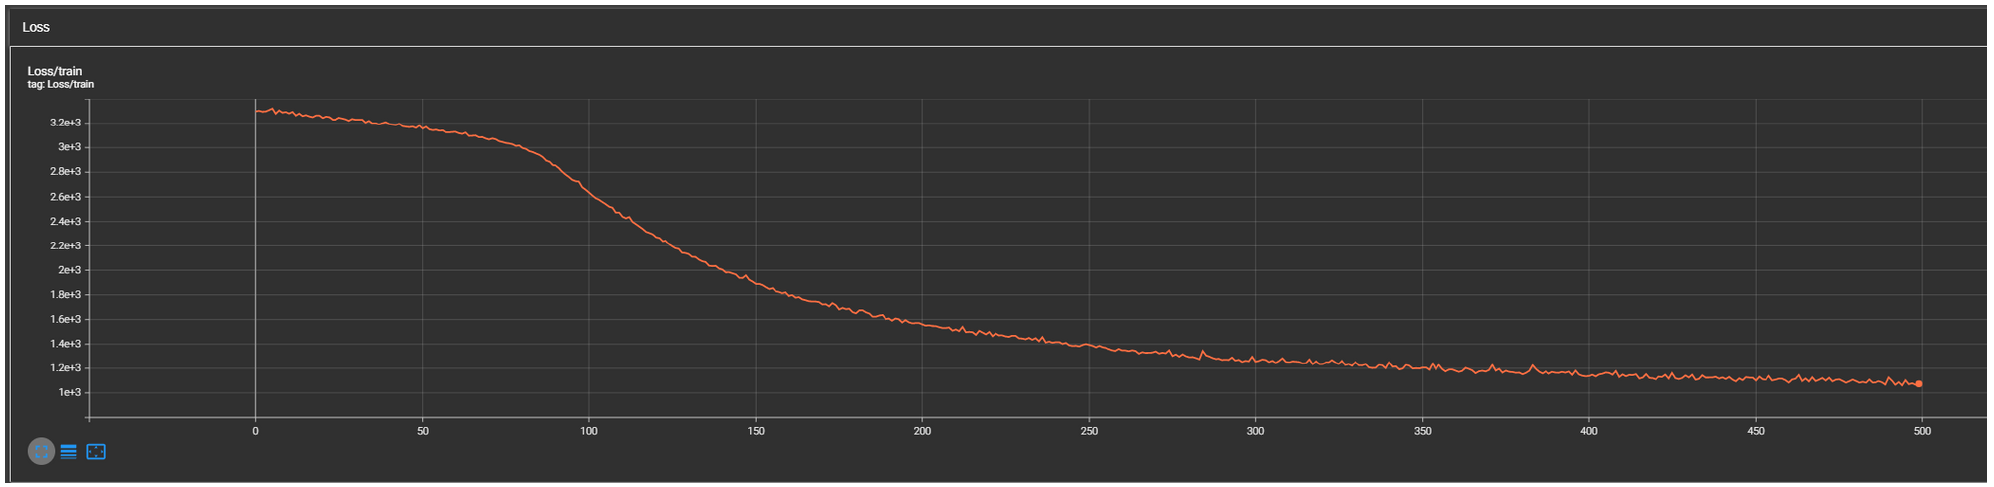 Loss
Loss/train
tag: Loss/train
3.2e+3
3e+3
2.8e+3
2.6e+3
2.4e+3
2.2e+3
2e+3
1.8e+3
1.6e+3
1.4e+3
1.2e+3
1e+3
0 50 100 150 200 250 300 350 400 450 500